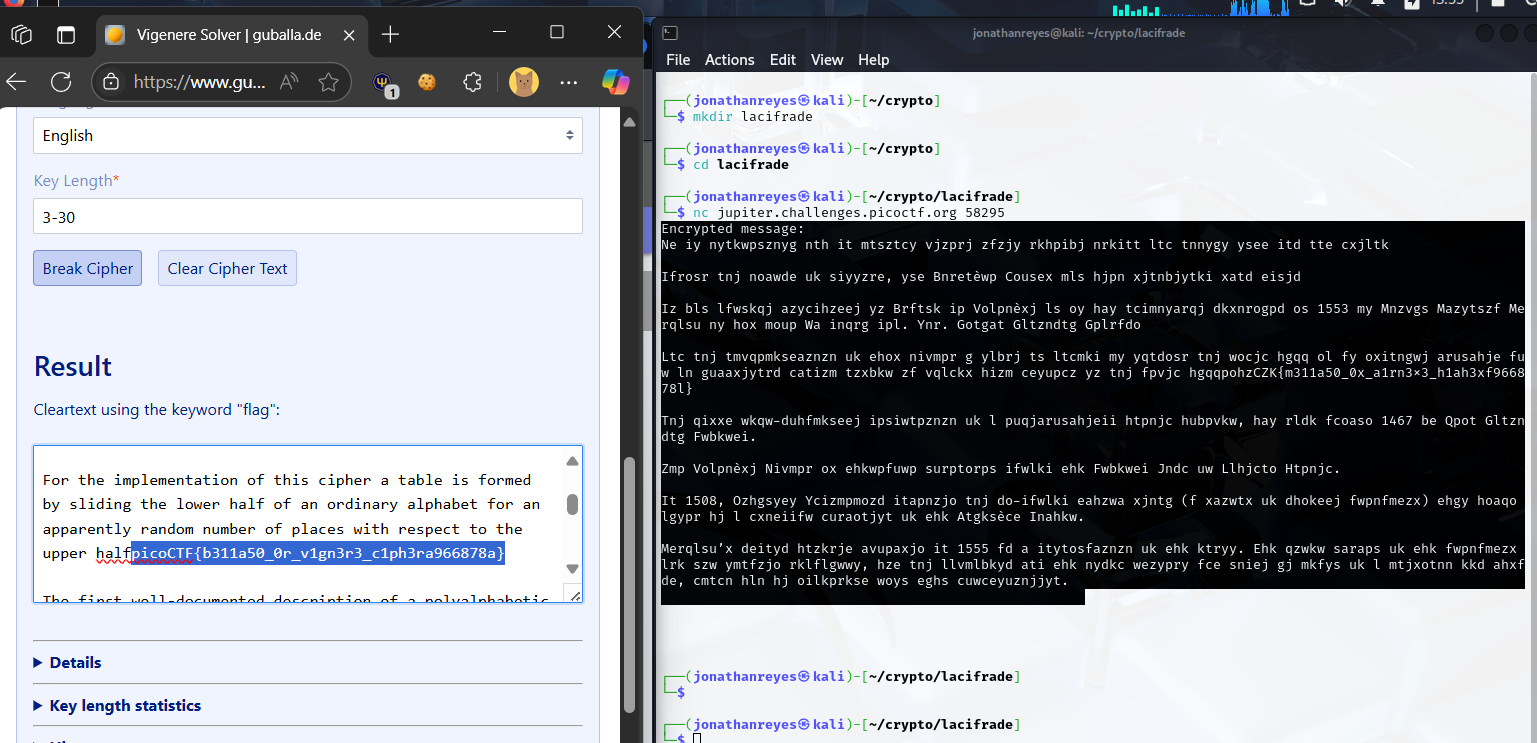 Vigenere Solver | guballa.de
https://www.gu...
1
English
Key Length*
3-30
Break Cipher
Clear Cipher Text
Result
Cleartext using the keyword "flag":
For the implementation of this cipher a table is formed
by sliding the lower half of an ordinary alphabet for an
apparently random number of places with respect to the
upper halfpicoCTF{b311a50_0r_v1gn3r3_c1ph3ra966878a}
The first well-documented description of a polyalphabetic
Details
Key length statistics
jonathanreyes@kali: ~/crypto/lacifrade
File Actions Edit View Help
┌──(jonathanreyes㉿kali)-[~/crypto]
└─$ mkdir lacifrade
┌──(jonathanreyes㉿kali)-[~/crypto]
└─$ cd lacifrade
┌──(jonathanreyes㉿kali)-[~/crypto/lacifrade]
└─$ nc jupiter.challenges.picoctf.org 58295
Encrypted message:
Ne iy nytkwpsznyg nth it mtsztcy vjzprj zfzjy rkhpibj nrkitt ltc tnnygy ysee itd tte cxjltk
Ifrosr tnj noawde uk siyyzre, yse Bnretèwp Cousex mls hjpn xjtnbjytki xatd eisjd
Iz bls lfwskqj azycihzeej yz Brftsk ip Volpnèxj ls oy hay tcimnyarqj dkxnrogpd os 1553 my Mnzvgs Mazytszf Me
rqlsu ny hox moup Wa inqrg ipl. Ynr. Gotgat Gltzndtg Gplrfdo
Ltc tnj tmvqpmkseaznzn uk ehox nivmpr g ylbrj ts ltcmki my yqtdosr tnj wocjc hgqq ol fy oxitngwj arusahje fu
w ln guaaxjytrd catizm tzxbkw zf vqlckx hizm ceyupcz yz tnj fpvjc hgqqpohzCZK{m311a50_0x_a1rn3×3_h1ah3xf9668
78l}
Tnj qixxe wkqw-duhfmkseej ipsiwtpznzn uk l puqjarusahjeii htpnjc hubpvkw, hay rldk fcoaso 1467 be Qpot Gltzn
dtg Fwbkwei.
Zmp Volpnèxj Nivmpr ox ehkwpfuwp surptorps ifwlki ehk Fwbkwei Jndc uw Llhjcto Htpnjc.
It 1508, Ozhgsyey Ycizmpmozd itapnzjo tnj do-ifwlki eahzwa xjntg (f xazwtx uk dhokeej fwpnfmezx) ehgy hoaqo
lgypr hj l cxneiifw curaotjyt uk ehk Atgksèce Inahkw.
Merqlsu’x deityd htzkrje avupaxjo it 1555 fd a itytosfaznzn uk ehk ktryy. Ehk qzwkw saraps uk ehk fwpnfmezx
lrk szw ymtfzjo rklflgwwy, hze tnj llvmlbkyd ati ehk nydkc wezypry fce sniej gj mkfys uk l mtjxotnn kkd ahxf
de, cmtcn hln hj oilkprkse woys eghs cuwceyuznjjyt.
┌──(jonathanreyes㉿kali)-[~/crypto/lacifrade]
└─$
┌──(jonathanreyes㉿kali)-[~/crypto/lacifrade]
└─$